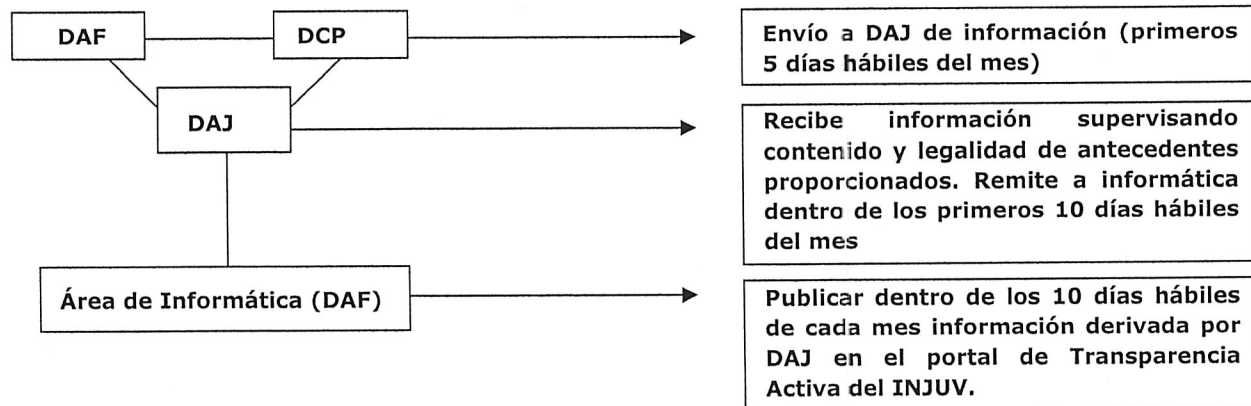 DAF
DCP
Envío a DAJ de información (primeros
5 días hábiles del mes)
DAJ
Recibe información supervisando
contenido y legalidad de antecedentes
proporcionados. Remite a informática
dentro de los primeros 10 días hábiles
del mes
Área de Informática (DAF)
Publicar dentro de los 10 días hábiles
de cada mes información derivada por
DAJ en el portal de Transparencia
Activa del INJUV.